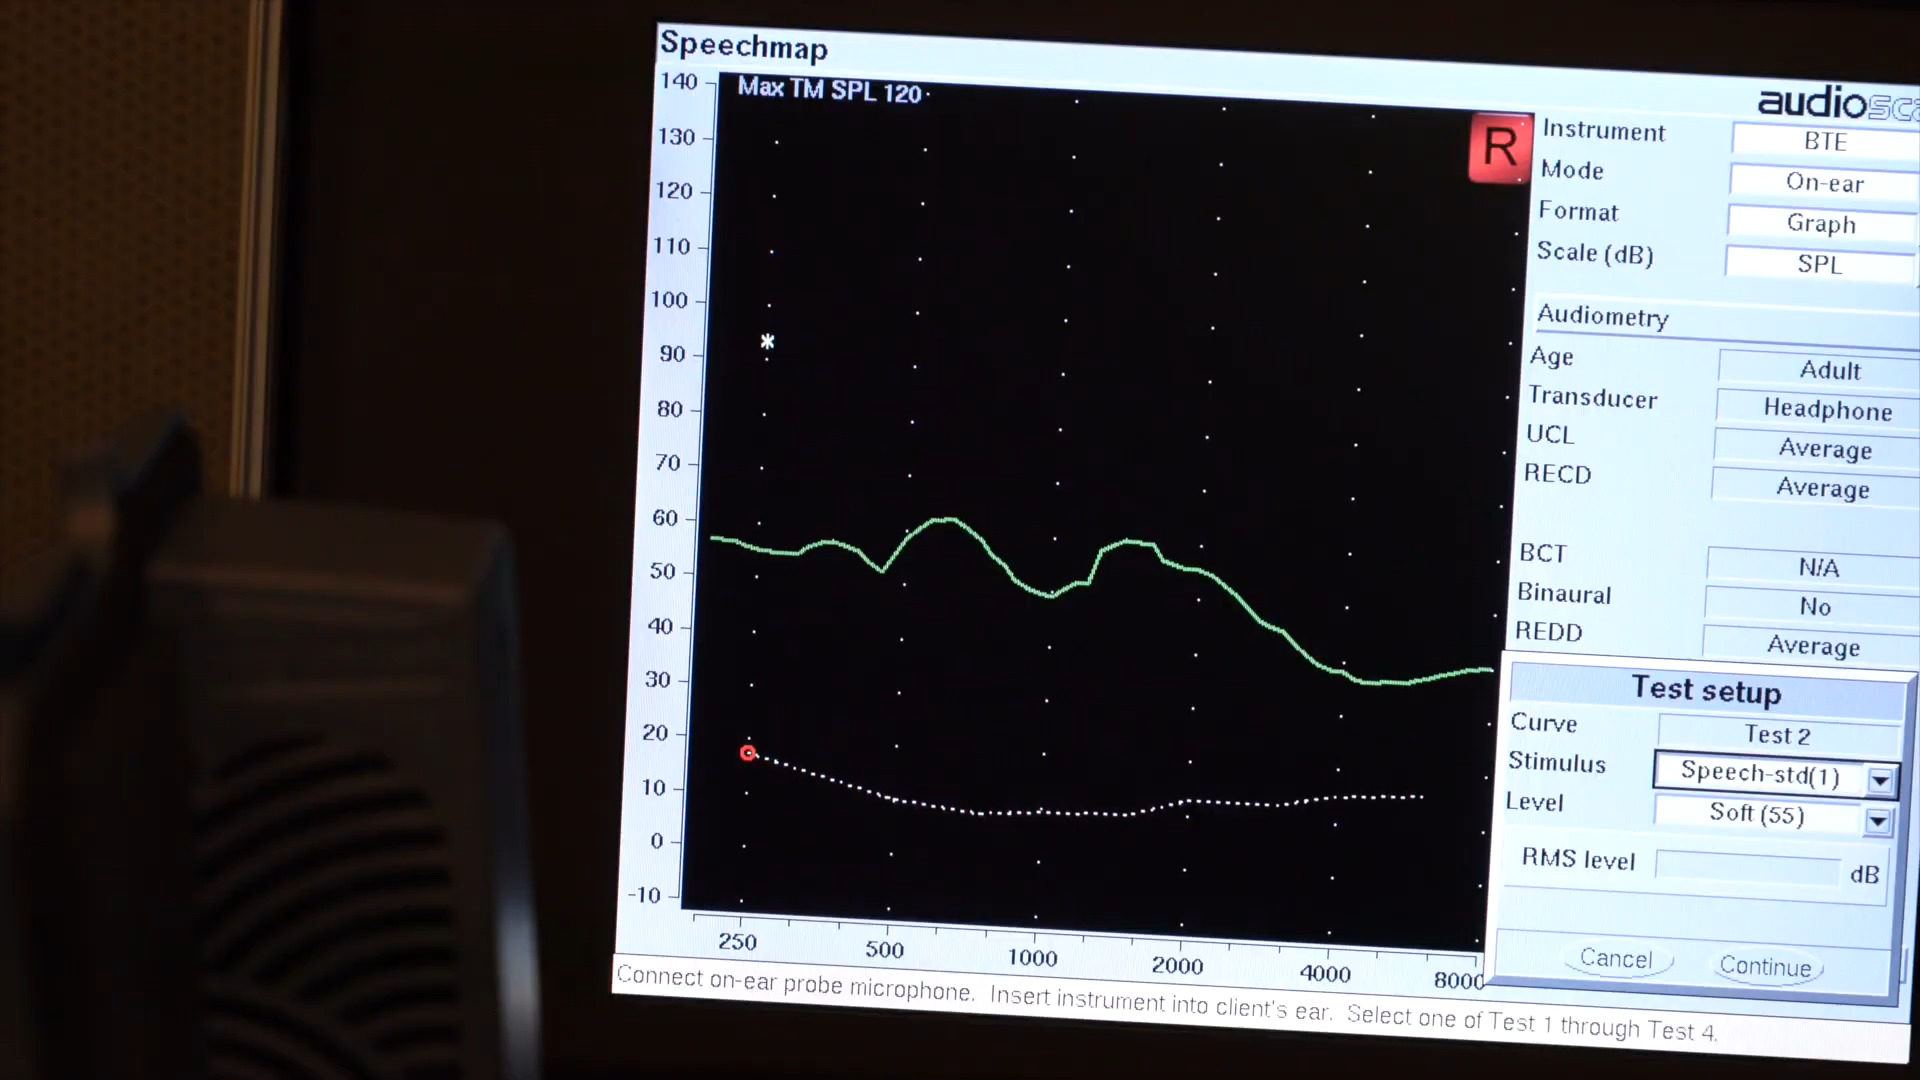 Speechmap
140
Max TM SPL 120
130
120
110
100
90
80
70
60
50
40
30
20
10
0
-10
250
500
1000
2000
4000
8000
R
audiosca
Instrument BTE
Mode On-ear
Format Graph
Scale (dB) SPL
Audiometry
Age Adult
Transducer Headphone
UCL Average
RECD Average
BCT N/A
Binaural No
REDD Average
Test setup
Curve Test 2
Stimulus Speech-std(1)
Level Soft (55)
RMS level dB
Cancel Continue
Connect on-ear probe microphone. Insert instrument into client's ear. Select one of Test 1 through Test 4.